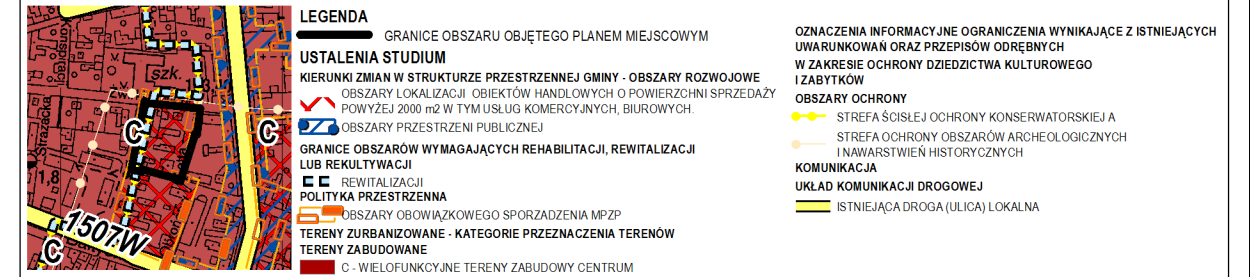 Konspiracji
szk.
1,8
C
C
Strażacka
1,8
1507W
C
LEGENDA
GRANICE OBSZARU OBJĘTEGO PLANEM MIEJSCOWYM
USTALENIA STUDIUM
KIERUNKI ZMIAN W STRUKTURZE PRZESTRZENNEJ GMINY - OBSZARY ROZWOJOWE
OBSZARY LOKALIZACJI OBIEKTÓW HANDLOWYCH O POWIERZCHNI SPRZEDAŻY
POWYŻEJ 2000 m2 W TYM USŁUG KOMERCYJNYCH, BIUROWYCH.
OBSZARY PRZESTRZENI PUBLICZNEJ
GRANICE OBSZARÓW WYMAGAJĄCYCH REHABILITACJI, REWITALIZACJI
LUB REKULTYWACJI
REWITALIZACJI
POLITYKA PRZESTRZENNA
OBSZARY OBOWIĄZKOWEGO SPORZADZENIA MPZP
TERENY ZURBANIZOWANE - KATEGORIE PRZEZNACZENIA TERENÓW
TERENY ZABUDOWANE
C - WIELOFUNKCYJNE TERENY ZABUDOWY CENTRUM
OZNACZENIA INFORMACYJNE OGRANICZENIA WYNIKAJĄCE Z ISTNIEJĄCYCH
UWARUNKOWAŃ ORAZ PRZEPISÓW ODRĘBNYCH
W ZAKRESIE OCHRONY DZIEDZICTWA KULTUROWEGO
I ZABYTKÓW
OBSZARY OCHRONY
STREFA ŚCISŁEJ OCHRONY KONSERWATORSKIEJ A
STREFA OCHRONY OBSZARÓW ARCHEOLOGICZNYCH
I NAWARSTWIEŃ HISTORYCZNYCH
KOMUNIKACJA
UKŁAD KOMUNIKACJI DROGOWEJ
ISTNIEJĄCA DROGA (ULICA) LOKALNA